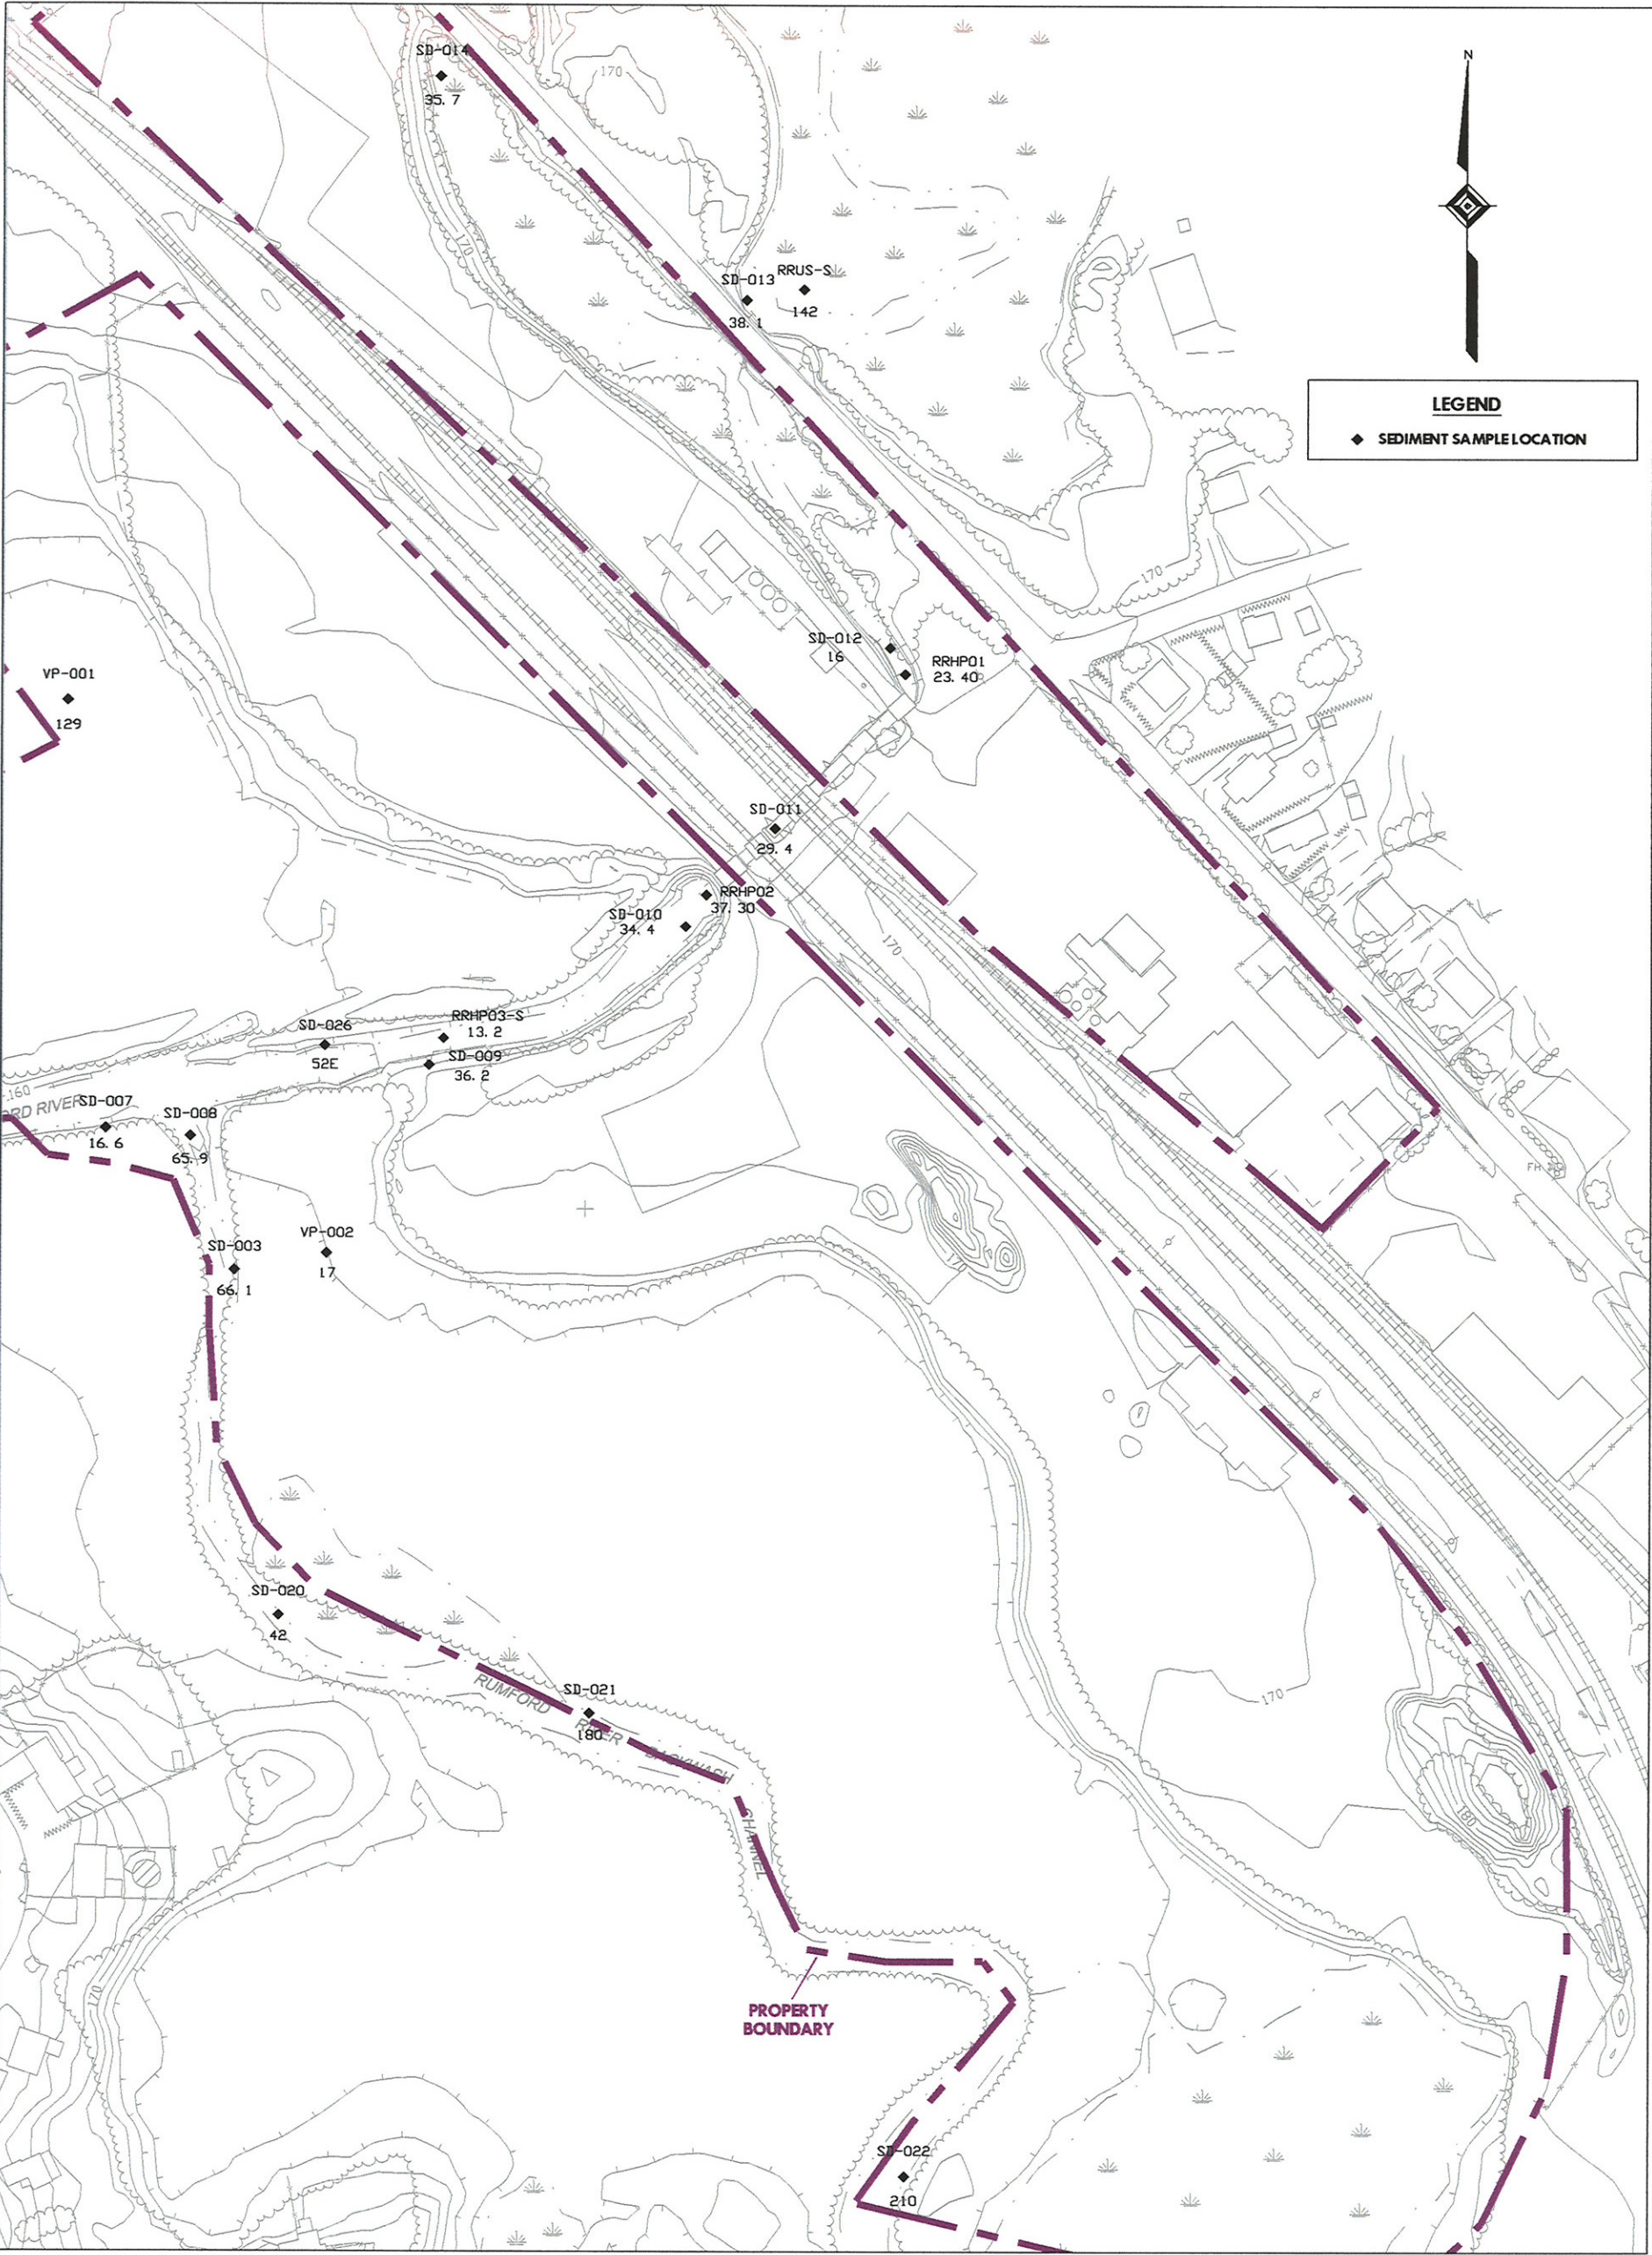 N
SD-014
35.7
170
170
SD-013
38.1
RRUS-S
142
LEGEND
SEDIMENT SAMPLE LOCATION
170
SD-012
16
RRHP01
23.40
VP-001
129
SD-011
29.4
RRHP02
37.30
SD-010
34.4
170
RRHP03-S
13.2
SD-026
52E
SD-009
36.2
160
RD RIVER
SD-007
16.6
SD-008
65.9
FH
SD-003
66.1
VP-002
17
SD-020
42
SD-021
180
RUMFORD
RIVER
BACKWASH
CHANNEL
170
180
170
PROPERTY
BOUNDARY
SD-022
210